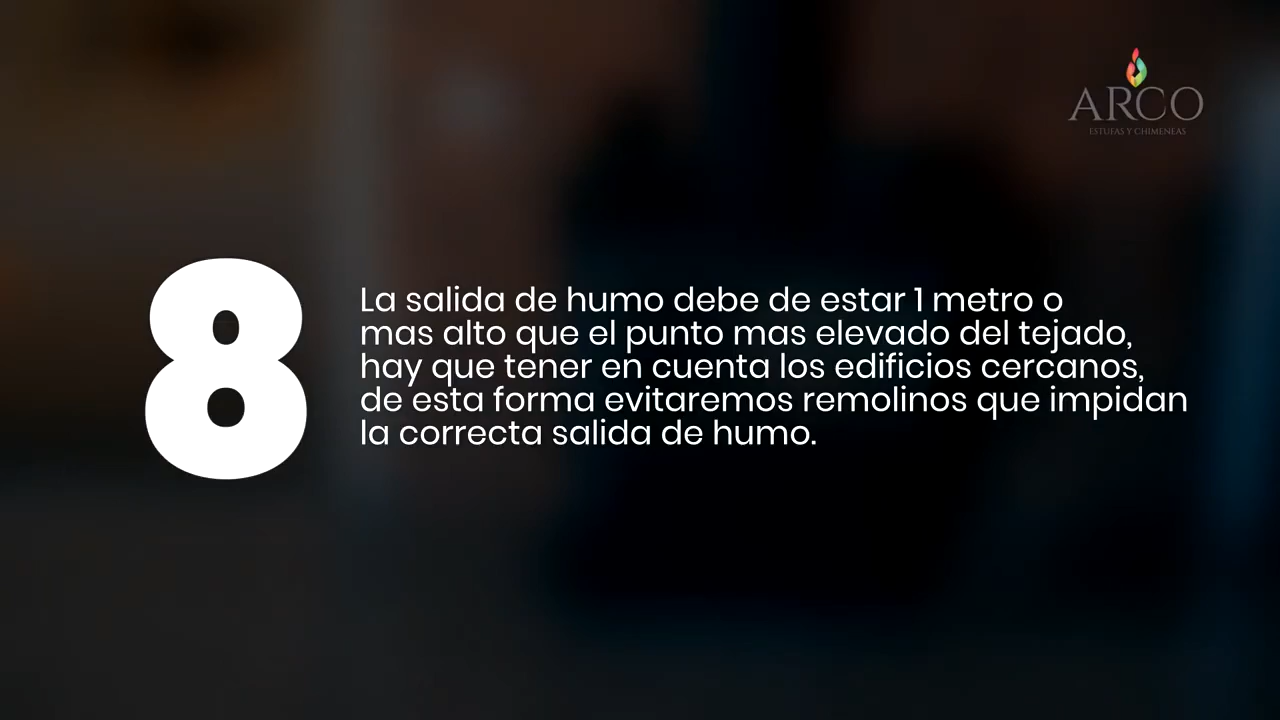 ARCO
ESTUFAS Y CHIMENEAS
8
La salida de humo debe de estar 1 metro o
mas alto que el punto mas elevado del tejado,
hay que tener en cuenta los edificios cercanos,
de esta forma evitaremos remolinos que impidan
la correcta salida de humo.